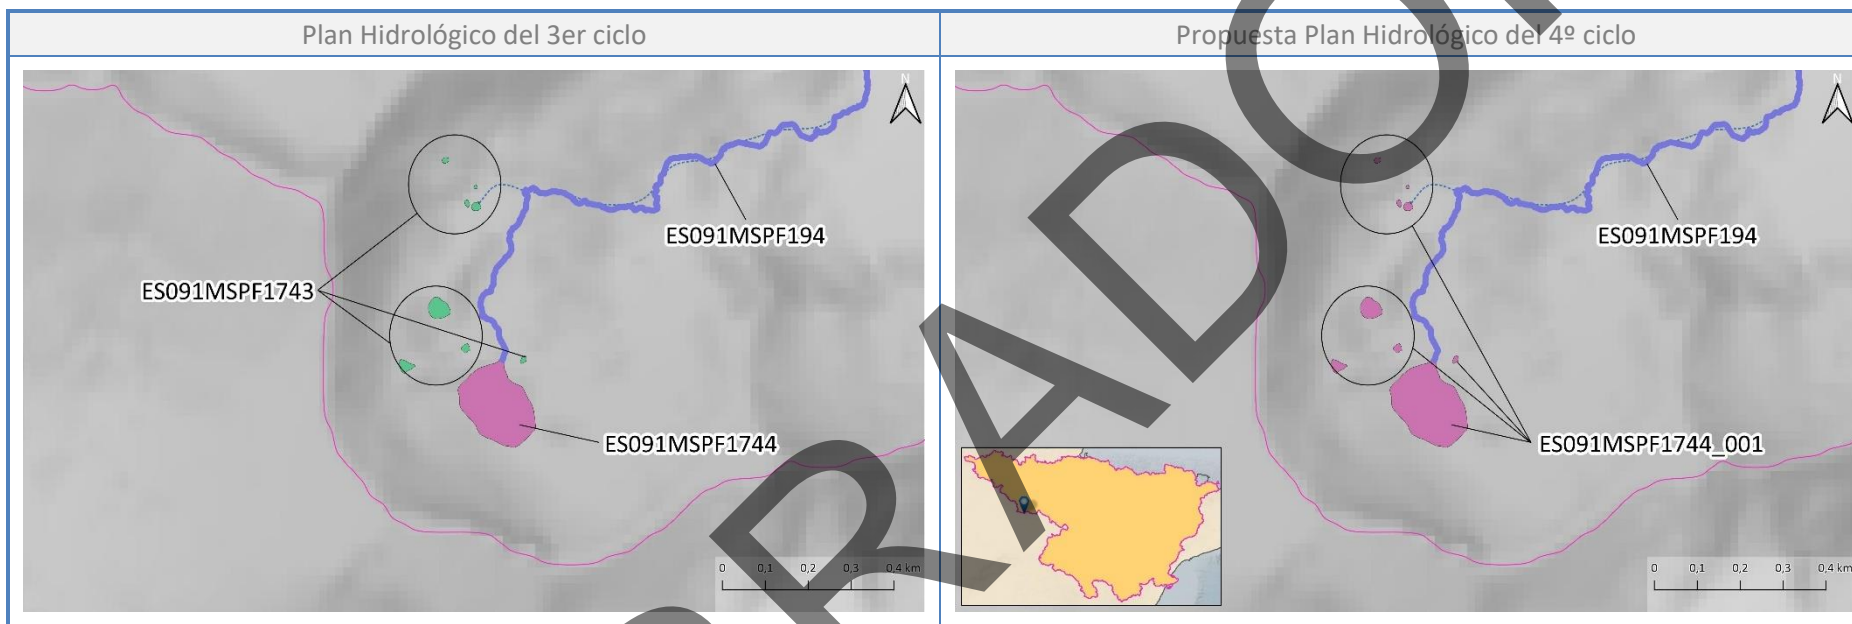 Plan Hidrológico del 3er ciclo
Propuesta Plan Hidrológico del 4º ciclo
N
ES091MSPF194
ES091MSPF1743
ES091MSPF1744
0 0,1 0,2 0,3 0,4 km
N
ES091MSPF194
ES091MSPF1744_001
0 0,1 0,2 0,3 0,4 km